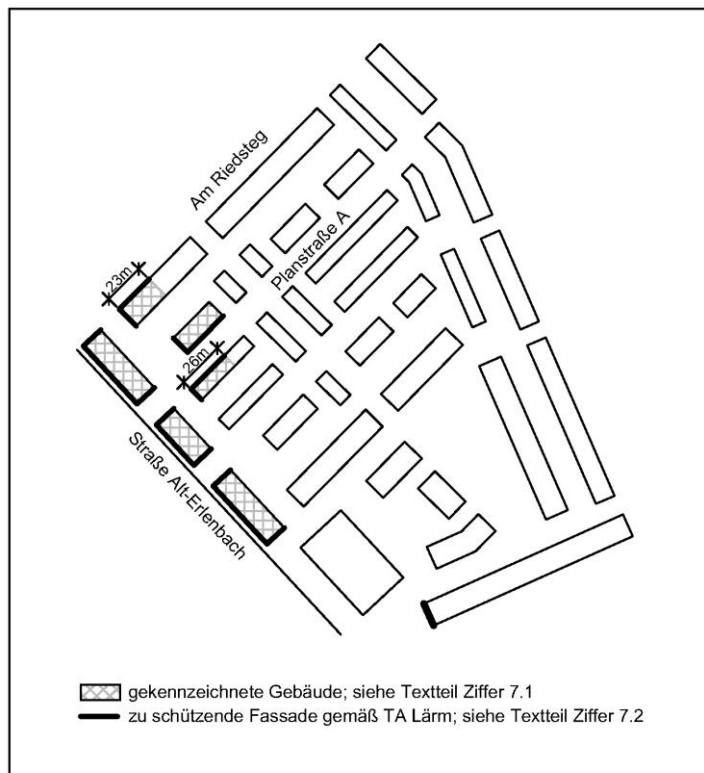 Am Riedsteg
Planstraße A
23m
26m
Straße Alt-Erlenbach
gekennzeichnete Gebäude; siehe Textteil Ziffer 7.1
zu schützende Fassade gemäß TA Lärm; siehe Textteil Ziffer 7.2